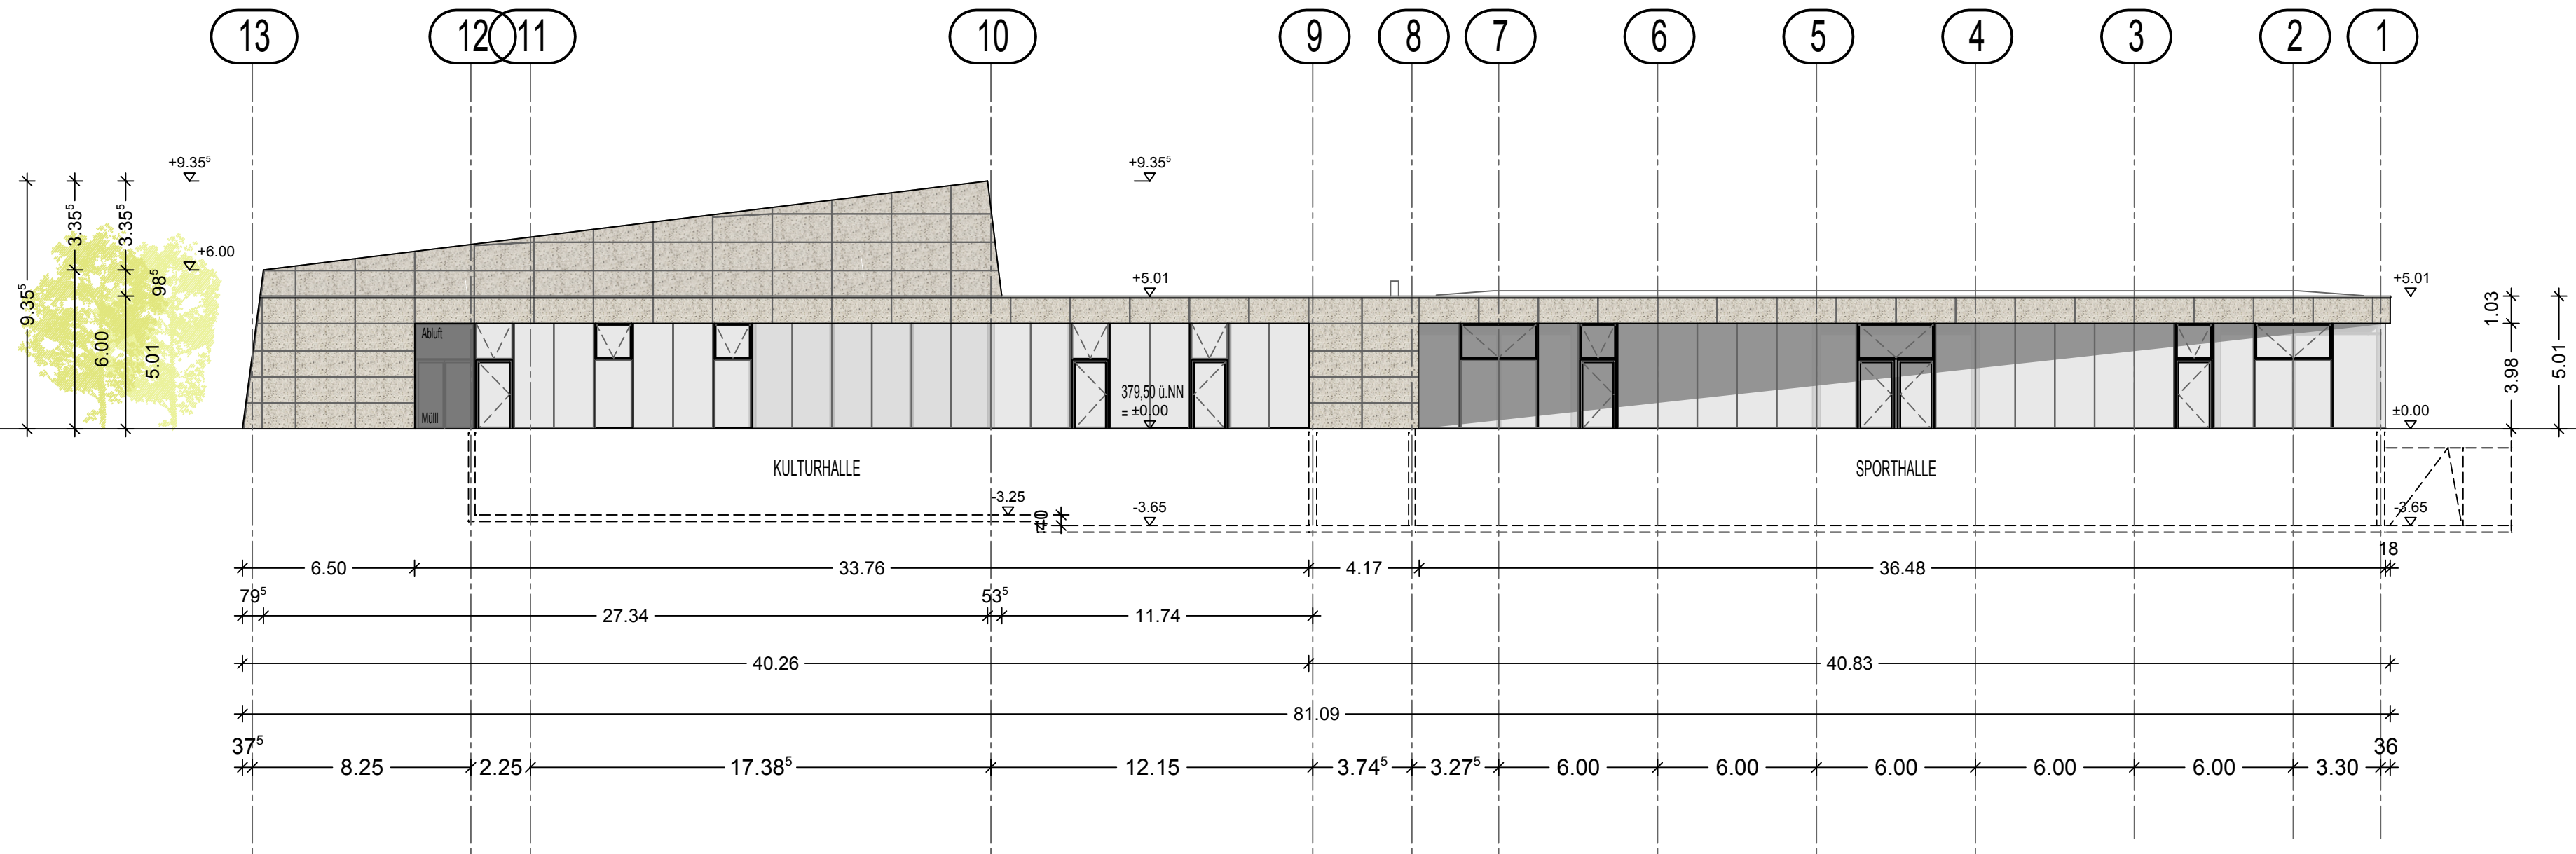 13 12 11 10 9 8 7 6 5 4 3 2 1
+9.35⁵ +9.35⁵
3.35⁵ 3.35⁵
+6.00
+5.01 +5.01
9.35⁵ 98⁵ 1.03
Abluft
6.00 5.01 3.98 5.01
379,50 ü.NN
= ±0.00 ±0.00
Mülll
KULTURHALLE SPORTHALLE
-3.25
40 -3.65 -3.65
18
6.50 33.76 4.17 36.48
79⁵ 53⁵
27.34 11.74
40.26 40.83
81.09
37⁵ 36
8.25 2.25 17.38⁵ 12.15 3.74⁵ 3.27⁵ 6.00 6.00 6.00 6.00 6.00 3.30